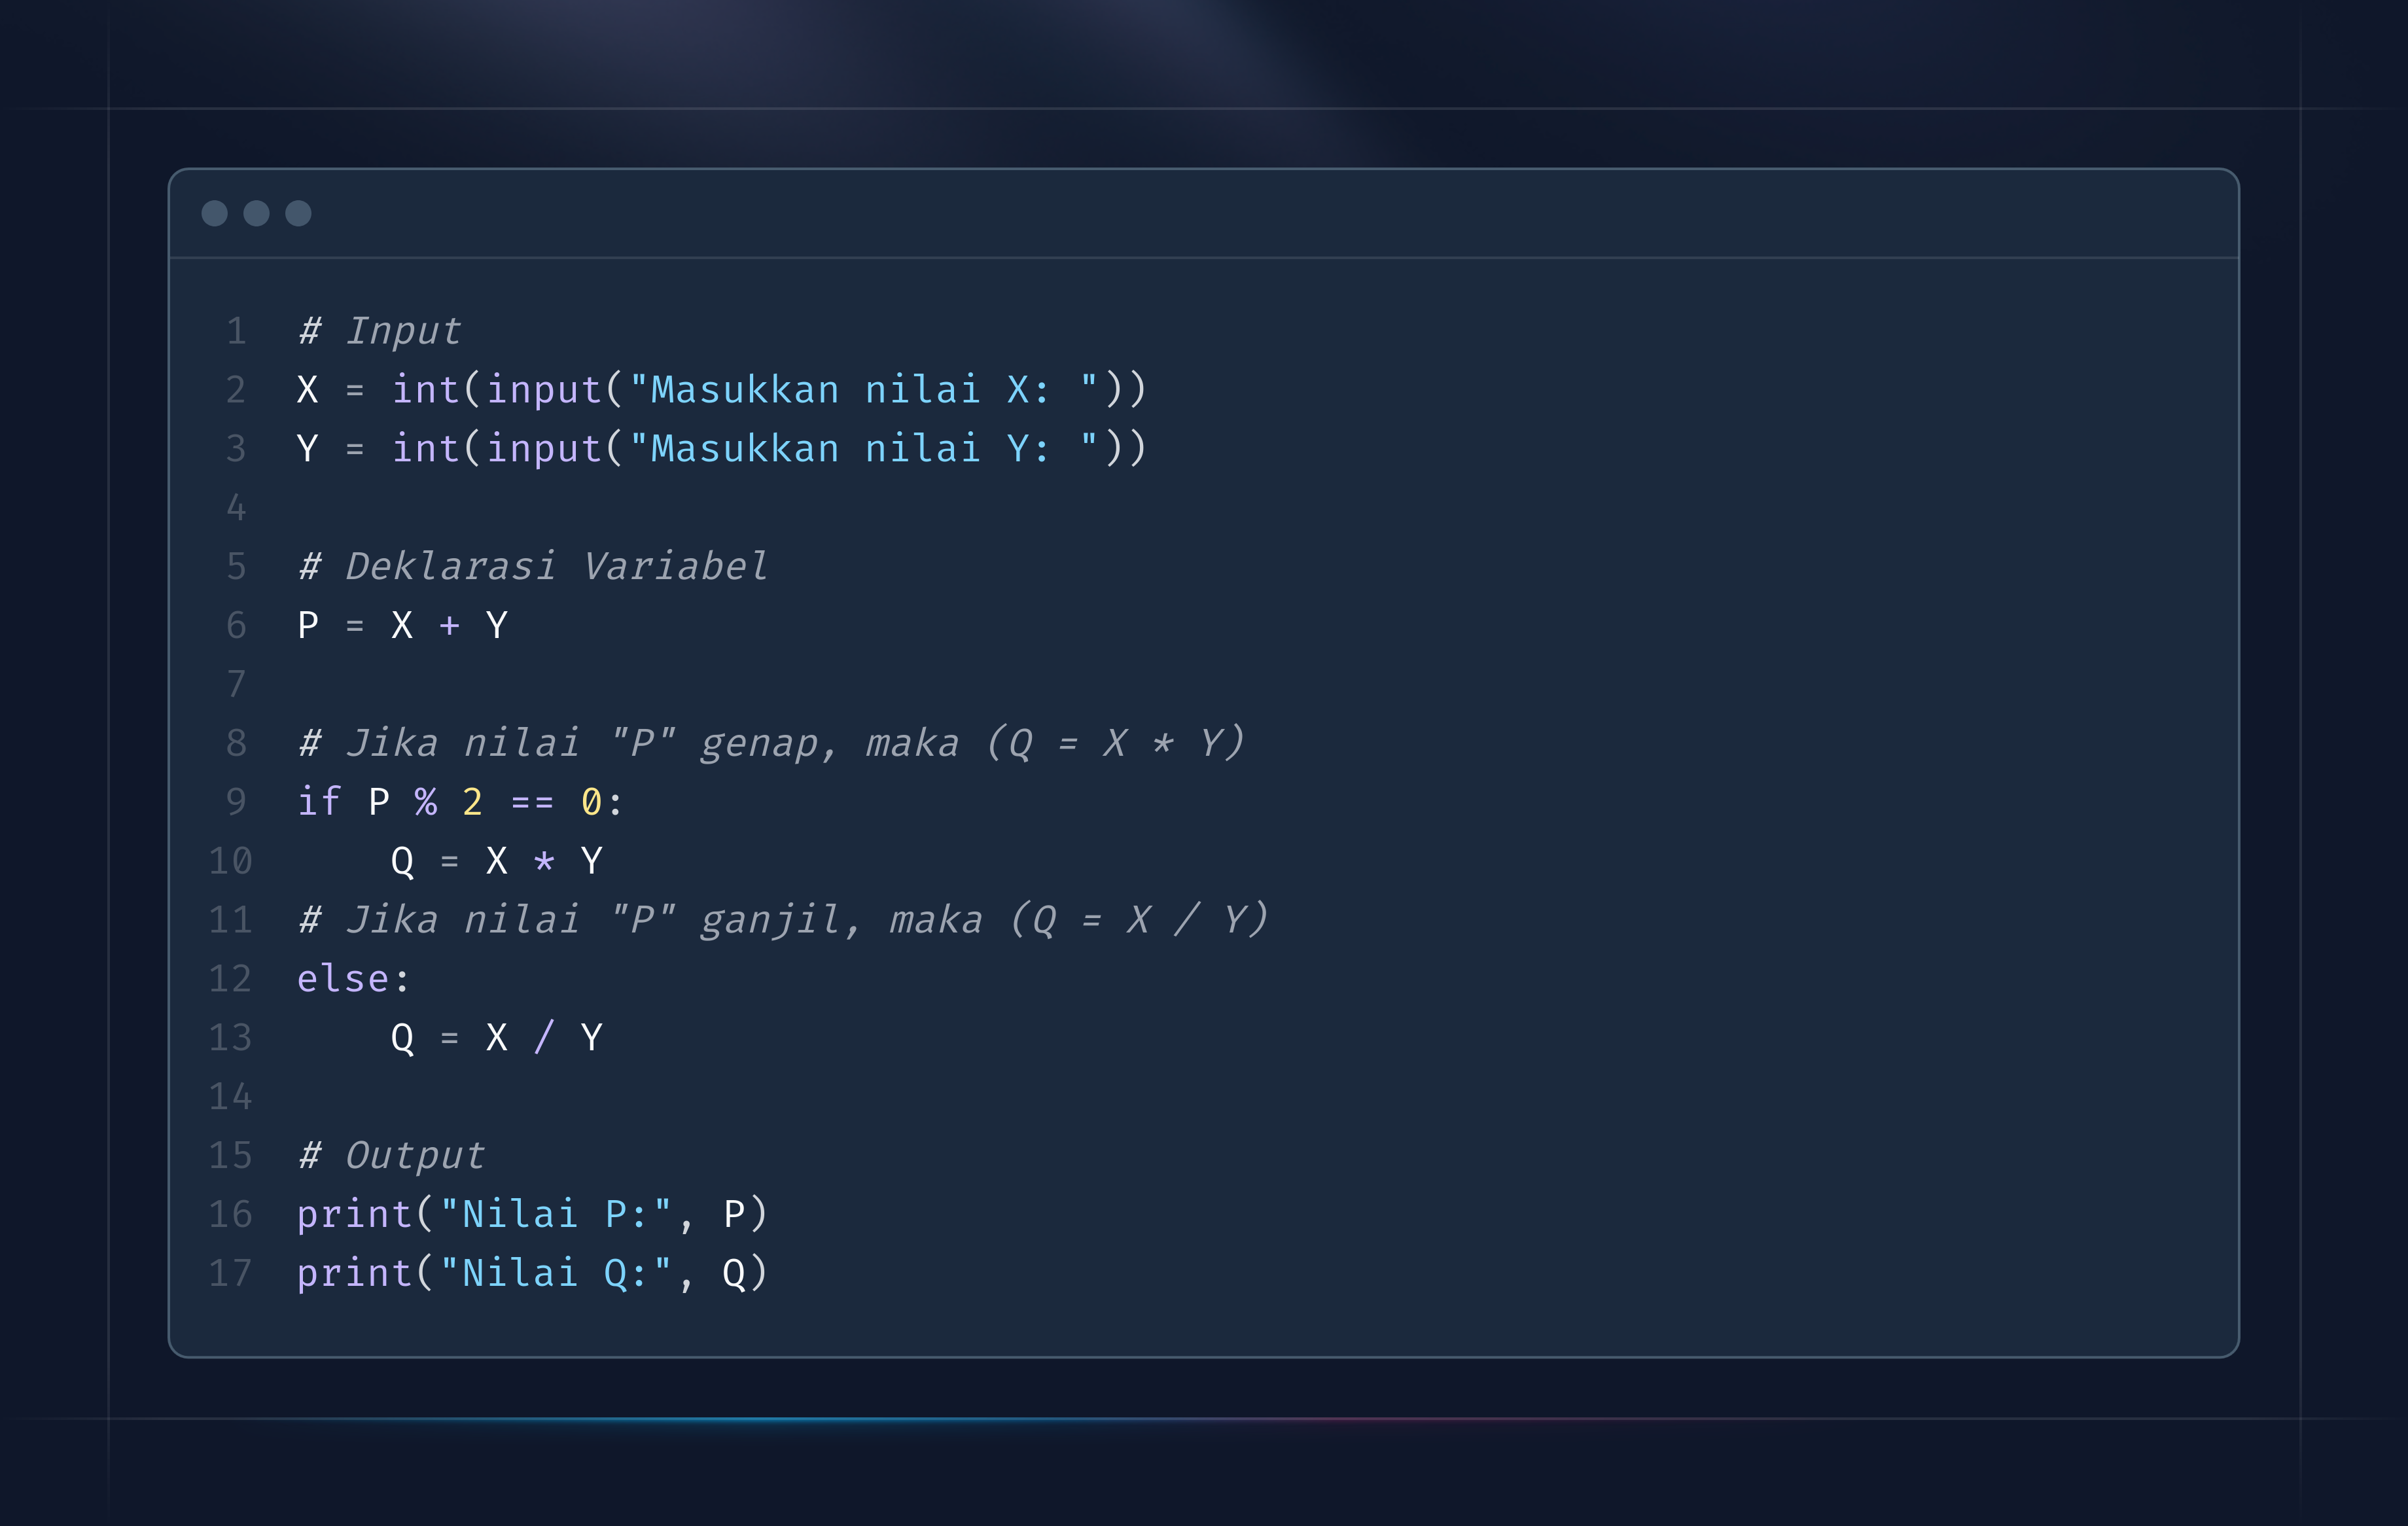 1 # Input
2 X = int(input("Masukkan nilai X: "))
3 Y = int(input("Masukkan nilai Y: "))
4
5 # Deklarasi Variabel
6 P = X + Y
7
8 # Jika nilai "P" genap, maka (Q = X * Y)
9 if P % 2 == 0:
10     Q = X * Y
11 # Jika nilai "P" ganjil, maka (Q = X / Y)
12 else:
13     Q = X / Y
14
15 # Output
16 print("Nilai P:", P)
17 print("Nilai Q:", Q)